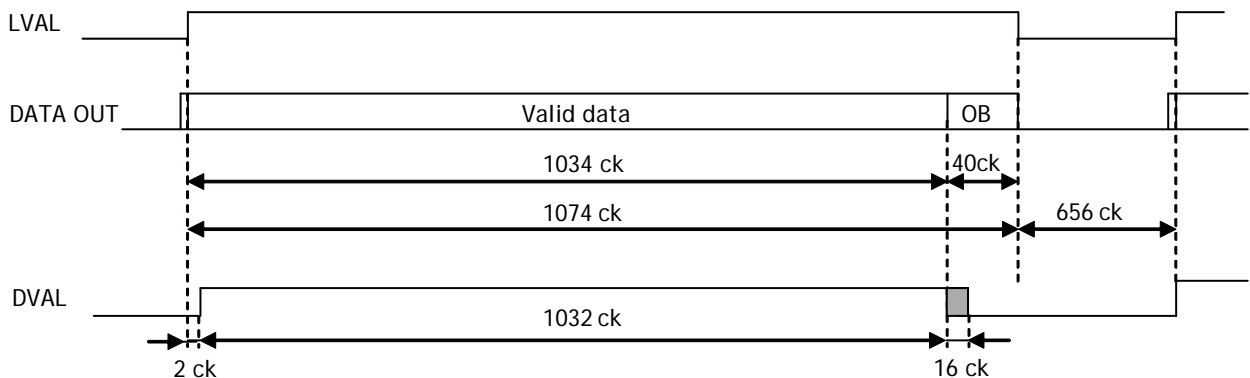 LVAL
DATA OUT
Valid data
OB
1034 ck
40ck
1074 ck
656 ck
DVAL
1032 ck
2 ck
16 ck